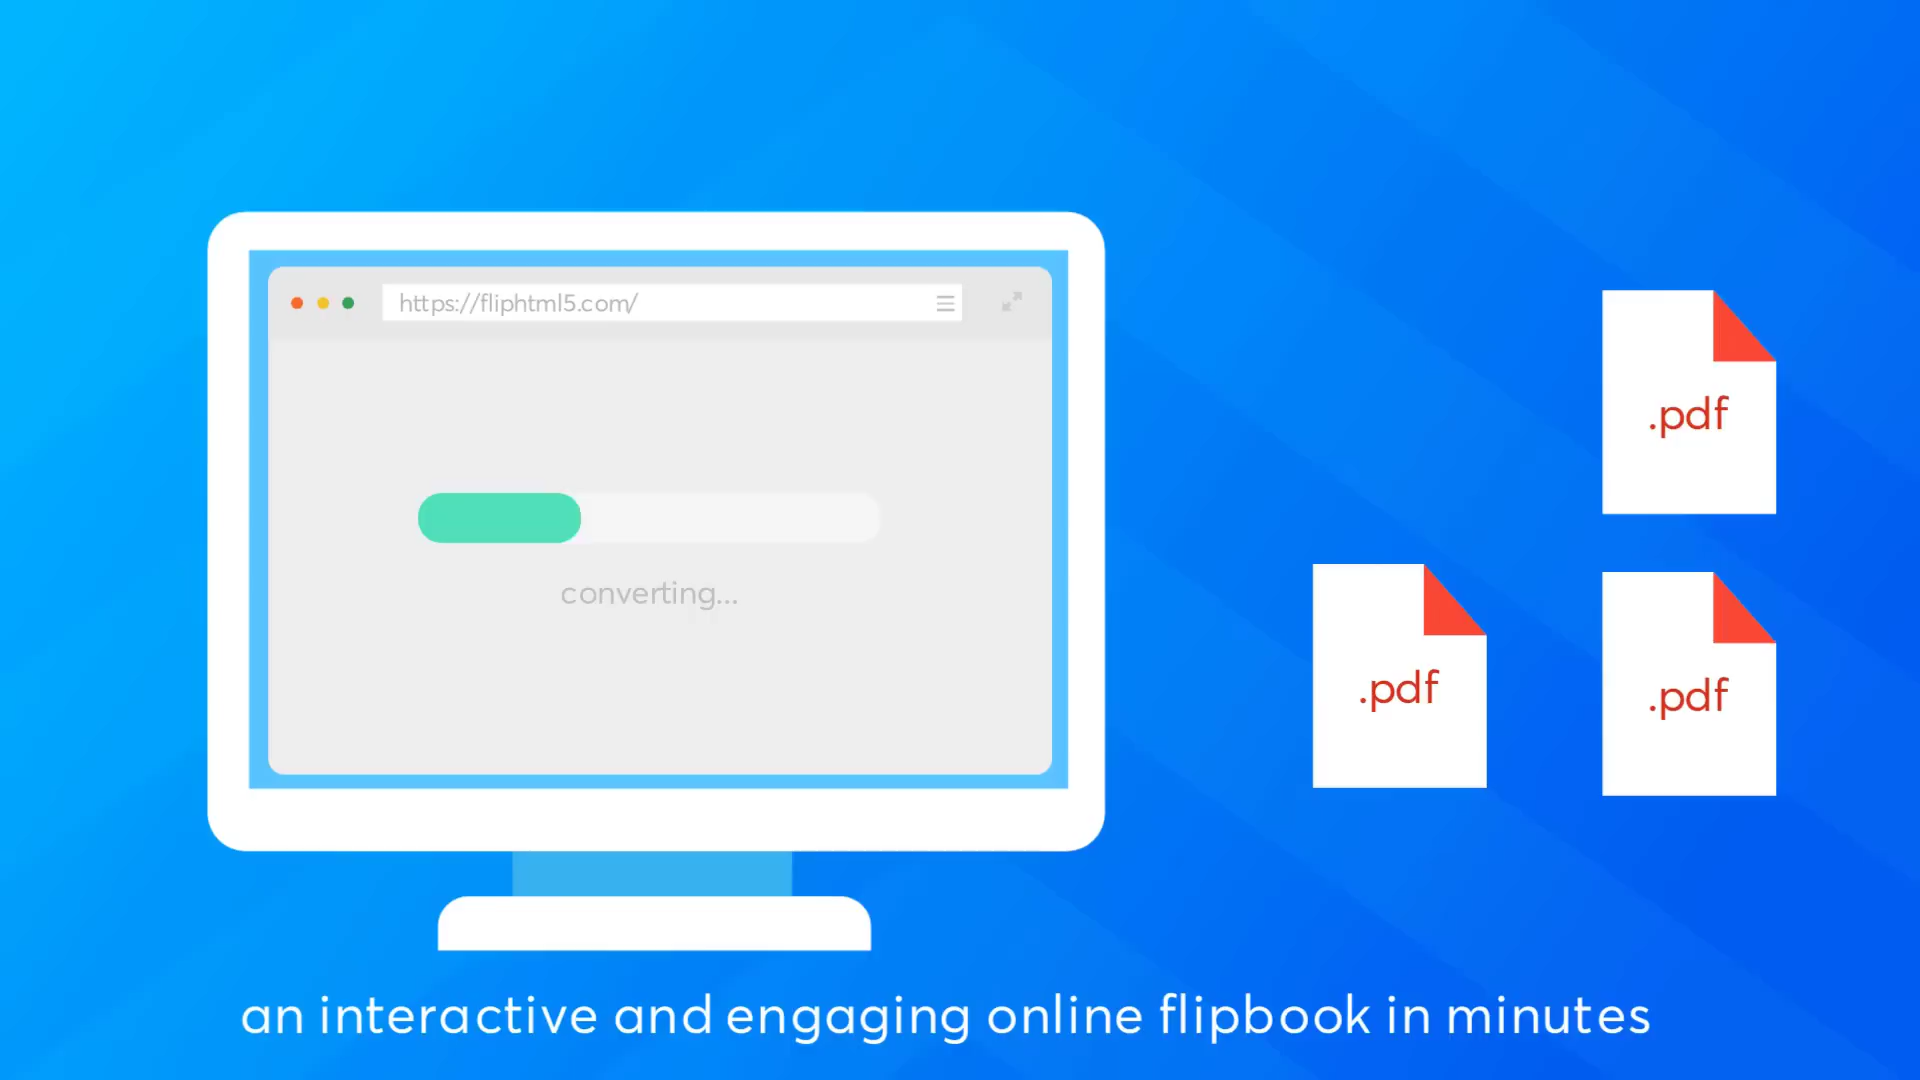 https://fliphtml5.com/
converting...
.pdf
.pdf
.pdf
an interactive and engaging online flipbook in minutes